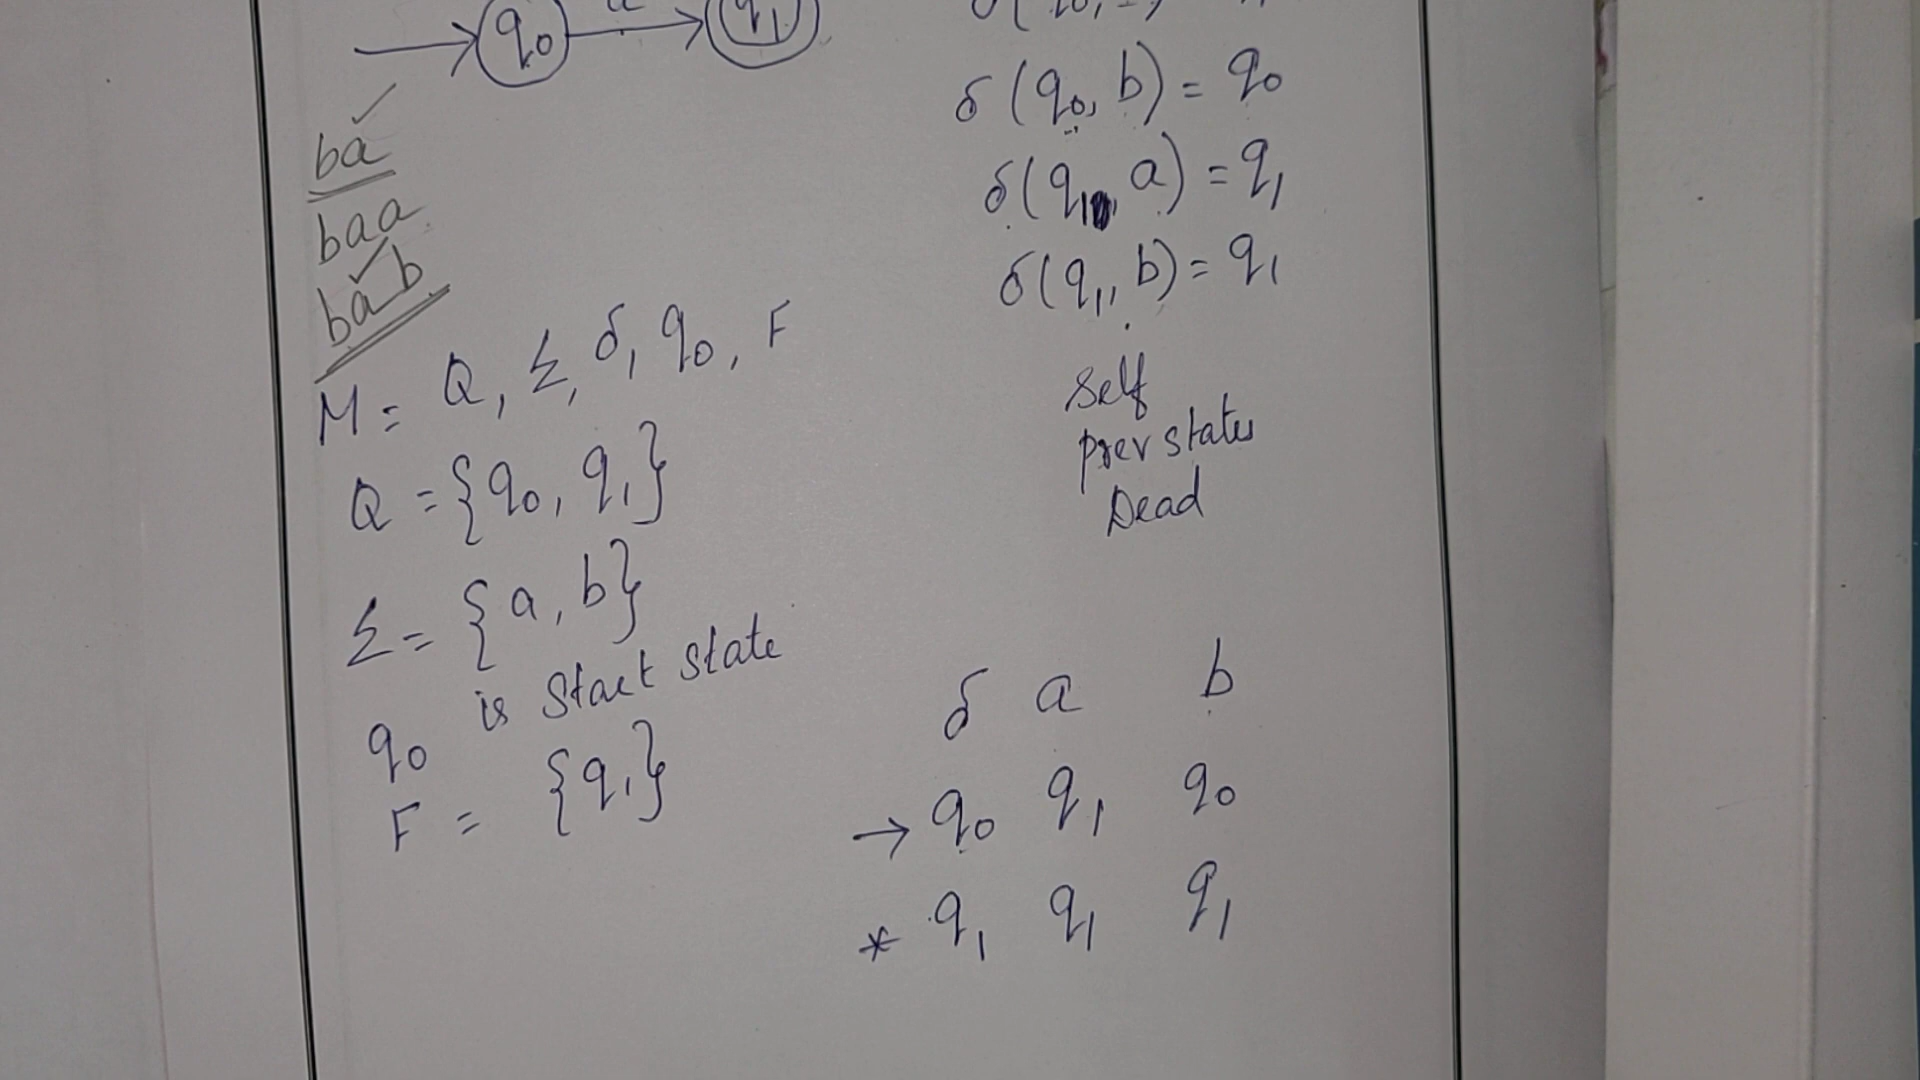 q0 a q1
δ(q0, b) = q0
δ(q1, a) = q1
δ(q1, b) = q1
ba
baa
bab
M = Q, Σ, δ, q0, F
Q = {q0, q1}
Σ = {a, b}
q0 is Start state
F = {q1}
Self
prev states
Dead
δ a b
→ q0 q1 q0
* q1 q1 q1